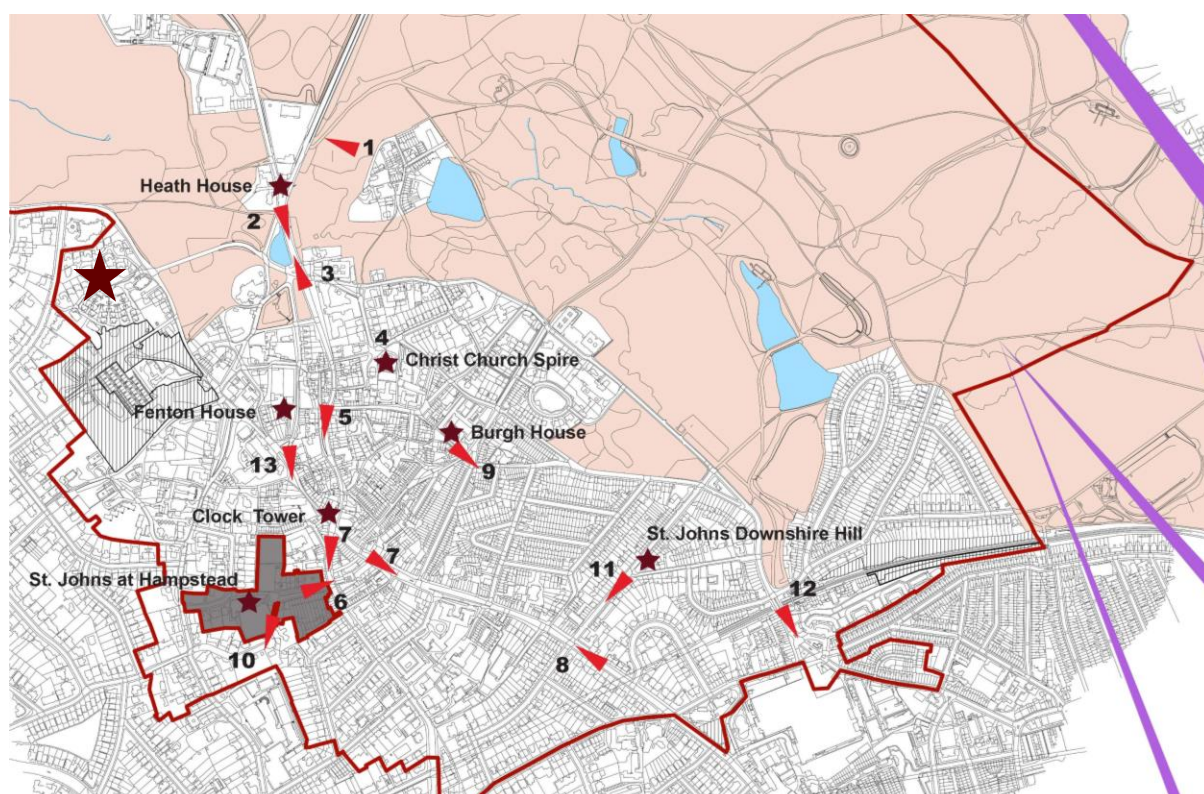 1
Heath House
2
3.
4
Christ Church Spire
Fenton House
5
Burgh House
13
9
Clock Tower
7
7
St. Johns Downshire Hill
St. Johns at Hampstead
11
6
12
10
8